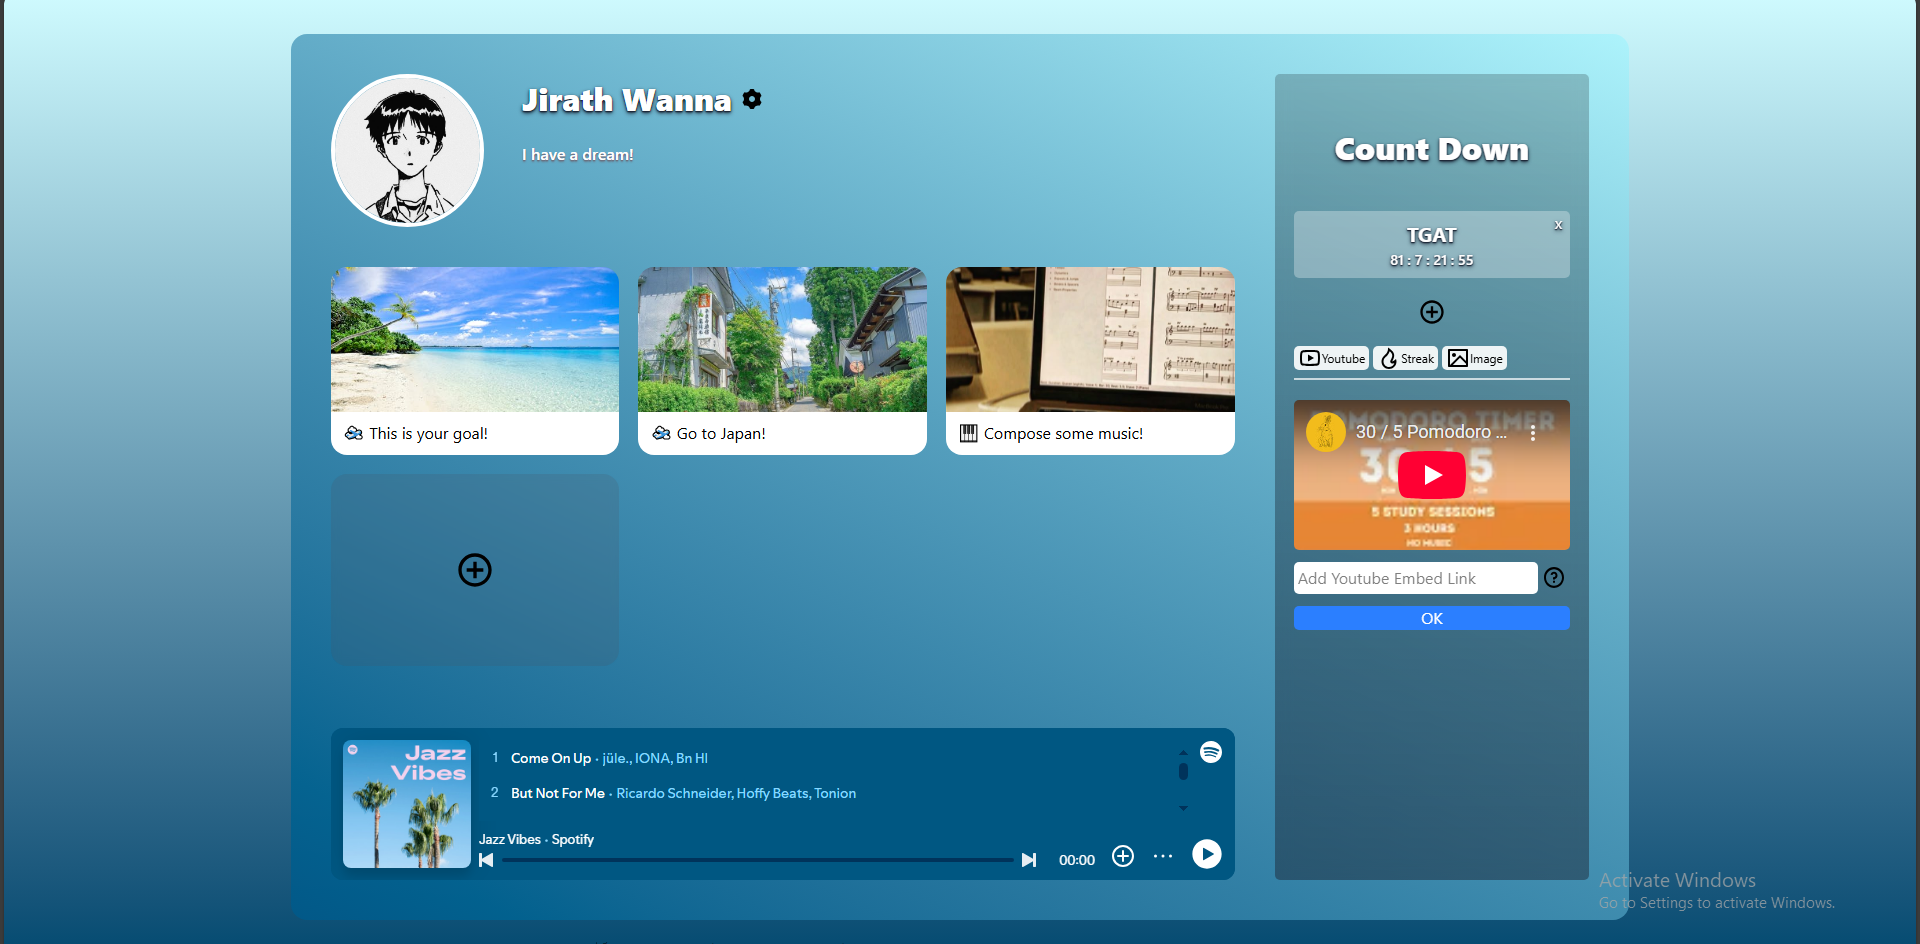 Jirath Wanna
I have a dream!
This is your goal!
Go to Japan!
Compose some music!
Jazz
Vibes
1 Come On Up · jüle., IONA, Bn Hl
2 But Not For Me · Ricardo Schneider, Hoffy Beats, Tonion
Jazz Vibes · Spotify
00:00
Count Down
TGAT
x
81 : 7 : 21 : 55
Youtube
Streak
Image
POMODORO TIMER
30 / 5 Pomodoro ...
5 STUDY SESSIONS
3 HOURS
NO MUSIC
Add Youtube Embed Link
OK
Activate Windows
Go to Settings to activate Windows.